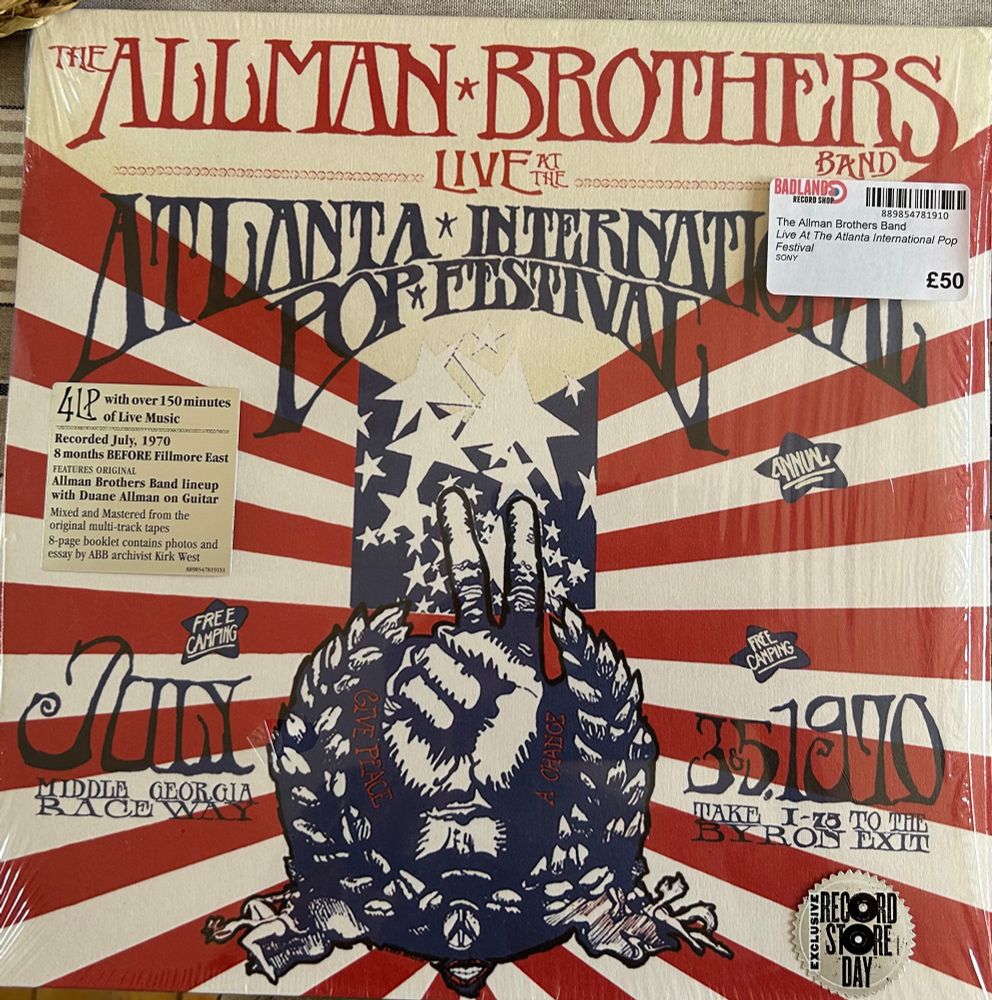 THE ALLMAN BROTHERS
BAND
LIVE AT THE
ATLANTA INTERNATIONAL
POP FESTIVAL
BADLANDS
RECORD SHOP
889854781910
The Allman Brothers Band
Live At The Atlanta International Pop
Festival
SONY
£50
4LP with over 150 minutes
of Live Music
Recorded July, 1970
8 months BEFORE Fillmore East
FEATURES ORIGINAL
Allman Brothers Band lineup
with Duane Allman on Guitar
Mixed and Mastered from the
original multi-track tapes
8-page booklet contains photos and
essay by ABB archivist Kirk West
ANNUAL
FREE
CAMPING
FREE
CAMPING
JULY
3&5.1970
MIDDLE GEORGIA
RACEWAY
TAKE I-75 TO THE
BYRON EXIT
GIVE PEACE
A CHANCE
EXCLUSIVE
RECORD
STORE
DAY